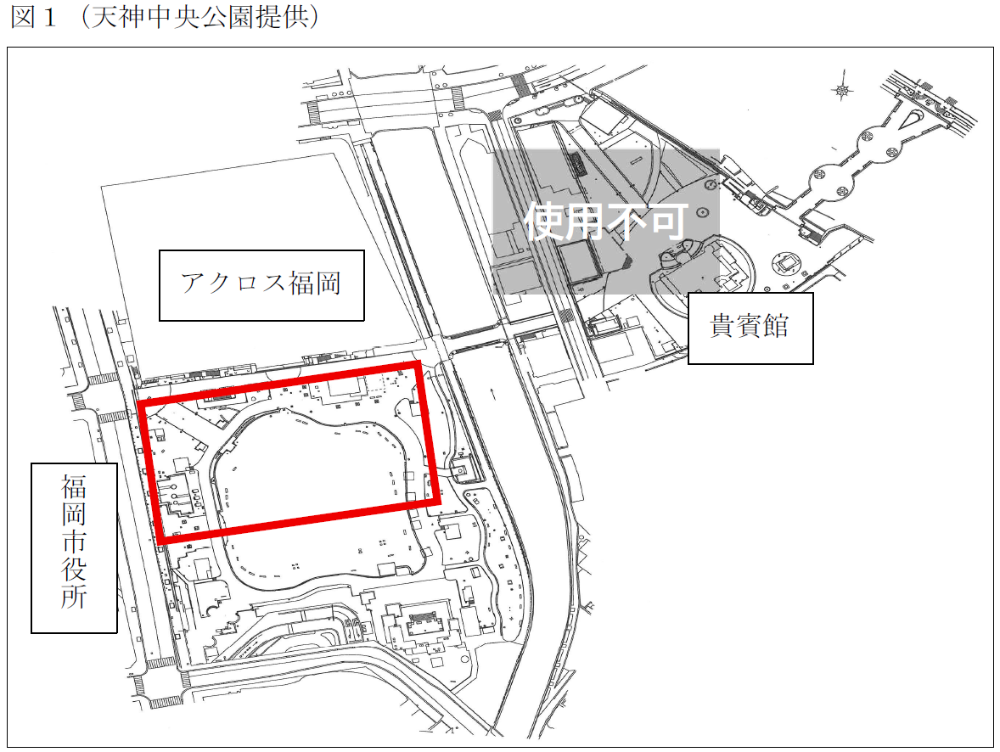 図１（天神中央公園提供）
使用不可
アクロス福岡
貴賓館
福岡市役所